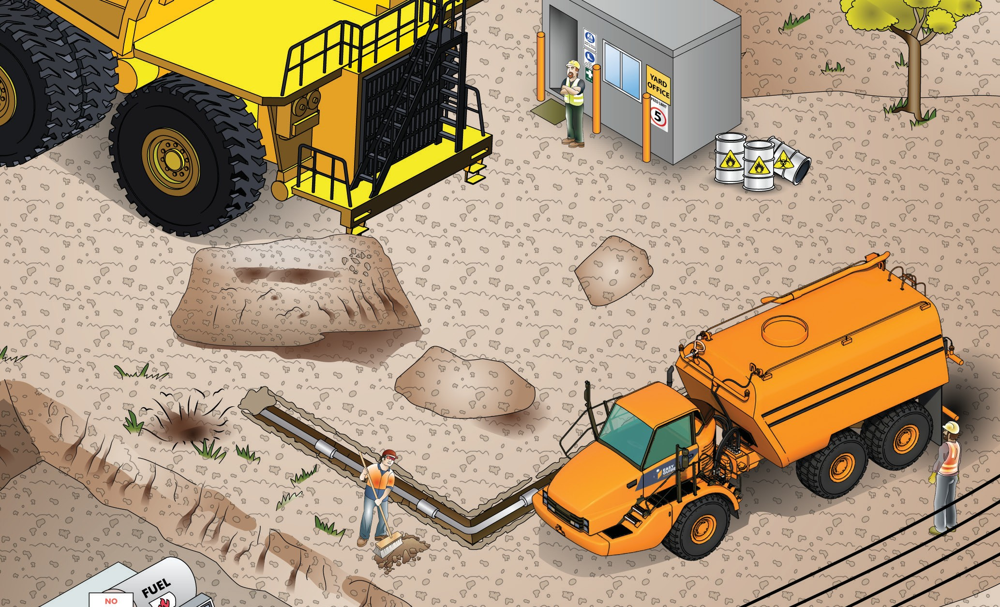 YARD
OFFICE
PEED LIMIT
5
EASY
GUIDE
FUEL
NO